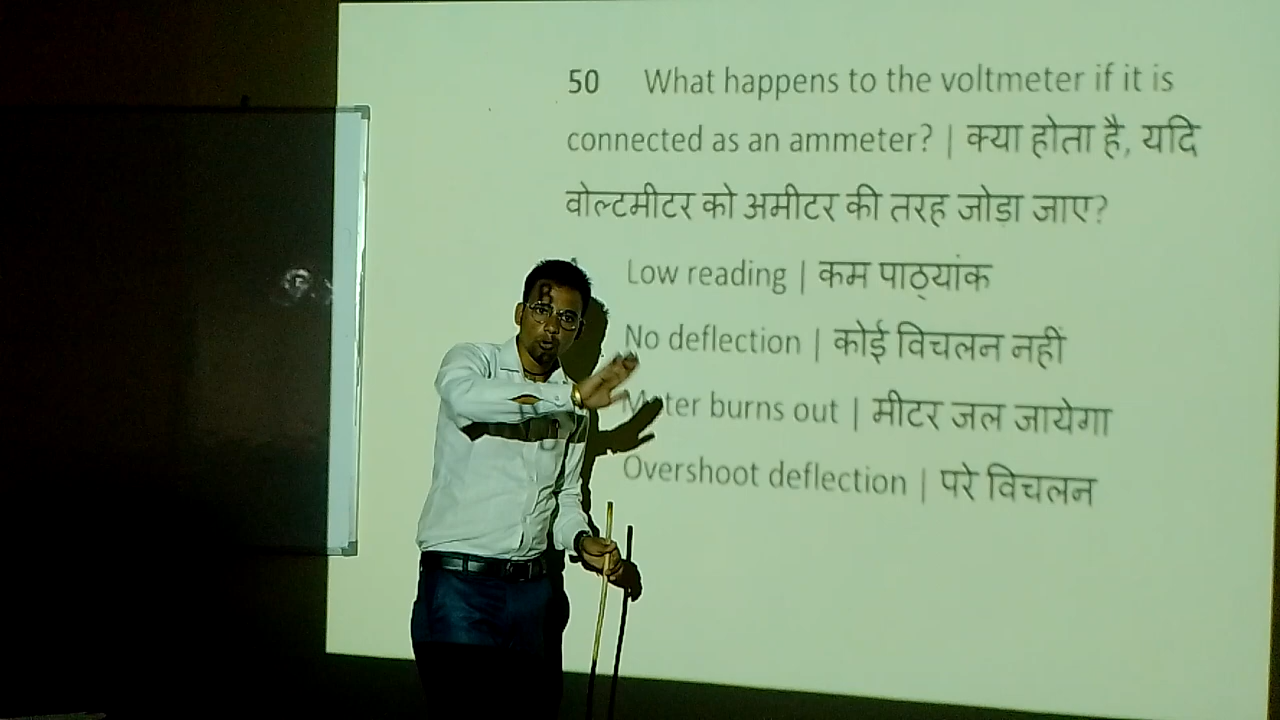 50 What happens to the voltmeter if it is
connected as an ammeter? | क्या होता है, यदि
वोल्टमीटर को अमीटर की तरह जोड़ा जाए?
Low reading | कम पाठ्यांक
B No deflection | कोई विचलन नहीं
Meter burns out | मीटर जल जायेगा
Overshoot deflection | परे विचलन